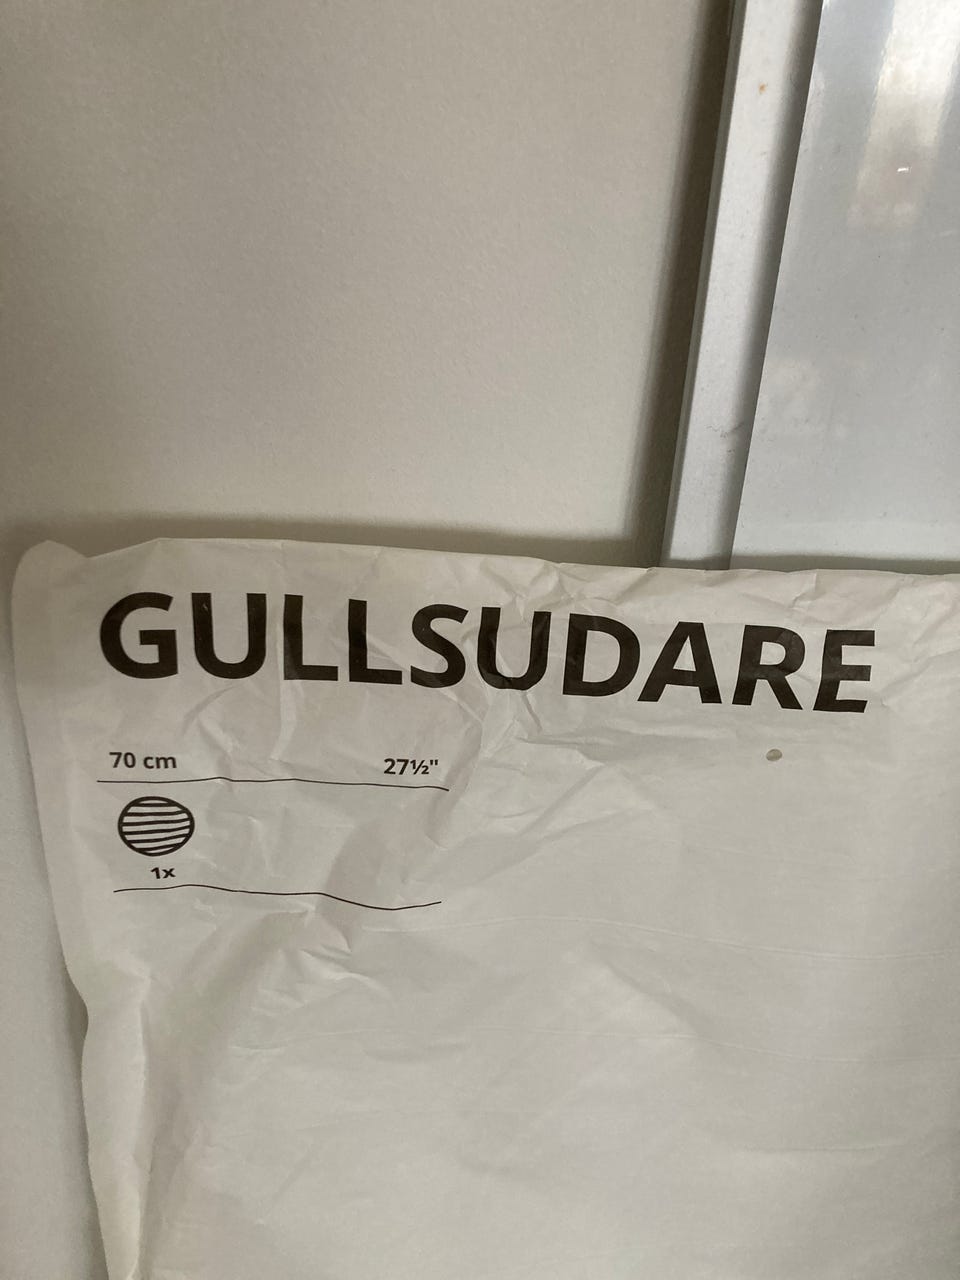 GULLSUDARE
70 cm 27½"
1x